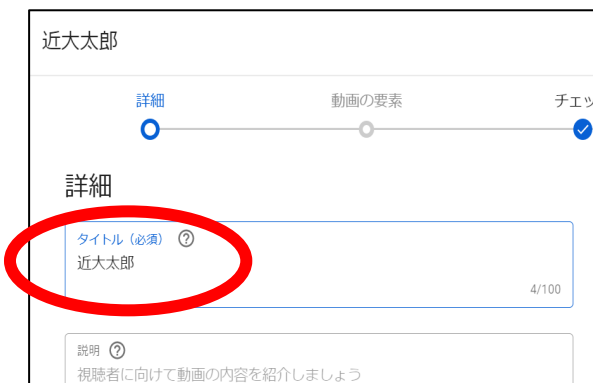 近大太郎
詳細 動画の要素 チェッ
詳細
タイトル（必須） ?
近大太郎
4/100
説明 ?
視聴者に向けて動画の内容を紹介しましょう